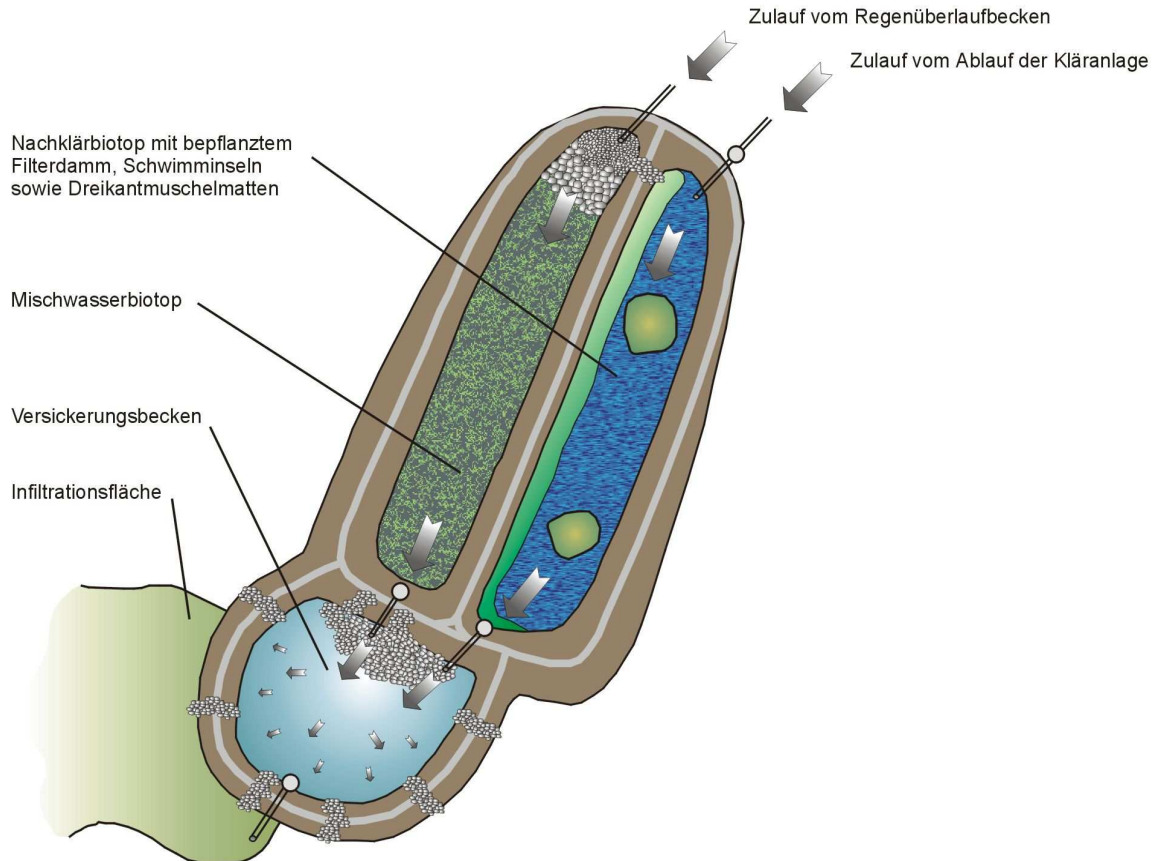 Zulauf vom Regenüberlaufbecken
Zulauf vom Ablauf der Kläranlage
Nachklärbiotop mit bepflanztem
Filterdamm, Schwimminseln
sowie Dreikantmuschelmatten
Mischwasserbiotop
Versickerungsbecken
Infiltrationsfläche